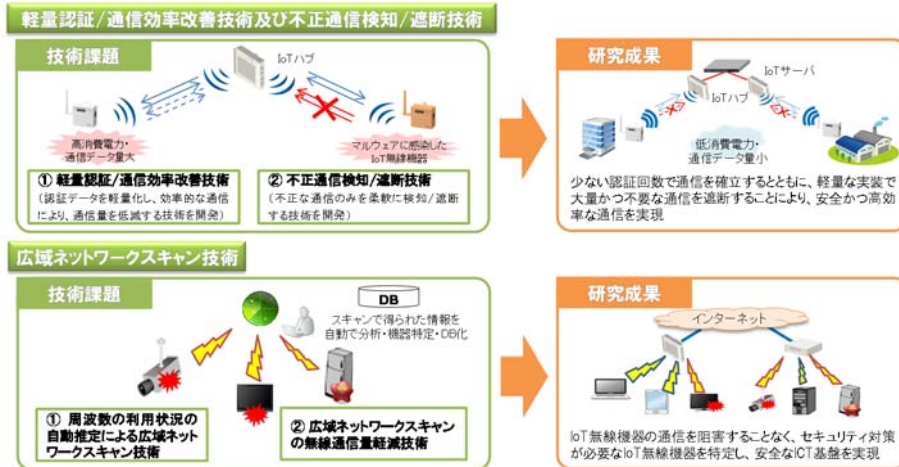 軽量認証/通信効率改善技術及び不正通信検知/遮断技術
技術課題
IoTハブ
高消費電力・
通信データ量大
マルウェアに感染した
IoT無線機器
① 軽量認証/通信効率改善技術
(認証データを軽量化し、効率的な通信
により、通信量を低減する技術を開発)
② 不正通信検知/遮断技術
(不正な通信のみを柔軟に検知/遮断
する技術を開発)
研究成果
IoTサーバ
IoTハブ
低消費電力・
通信データ量小
少ない認証回数で通信を確立するとともに、軽量な実装で
大量かつ不要な通信を遮断することにより、安全かつ高効
率な通信を実現
広域ネットワークスキャン技術
技術課題
DB
スキャンで得られた情報を
自動で分析・機器特定・DB化
① 周波数の利用状況の
自動推定による広域ネット
ワークスキャン技術
② 広域ネットワークスキャン
の無線通信量軽減技術
研究成果
インターネット
IoT無線機器の通信を阻害することなく、セキュリティ対策
が必要なIoT無線機器を特定し、安全なICT基盤を実現